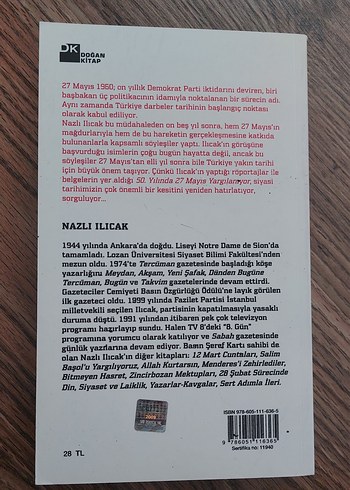 DK
DOĞAN
KİTAP
27 Mayıs 1960; on yıllık Demokrat Parti iktidarını deviren, biri
başbakan üç politikacının idamıyla noktalanan bir sürecin adı.
Aynı zamanda Türkiye darbeler tarihinin başlangıç noktası
olarak kabul ediliyor.
Nazlı Ilıcak bu müdahaleden on beş yıl sonra, hem 27 Mayıs'ın
mağdurlarıyla hem de bu hareketin gerçekleşmesine katkıda
bulunanlarla kapsamlı söyleşiler yaptı. Ilıcak'ın görüşüne
başvurduğu isimlerin çoğu bugün hayatta değil, ancak bu
söyleşiler 27 Mayıs'tan elli yıl sonra bile Türkiye yakın tarihi
için büyük önem taşıyor. Çünkü Ilıcak'ın yaptığı röportajlar ile
belgelerin yer aldığı 50. Yılında 27 Mayıs Yargılanıyor, siyasi
tarihimizin çok önemli bir kesitini yeniden hatırlatıyor,
sorguluyor...
NAZLI ILICAK
1944 yılında Ankara'da doğdu. Liseyi Notre Dame de Sion'da
tamamladı. Lozan Üniversitesi Siyaset Bilimi Fakültesi'nden
mezun oldu. 1974'te Tercüman gazetesinde başladığı köşe
yazarlığını Meydan, Akşam, Yeni Şafak, Dünden Bugüne
Tercüman, Bugün ve Takvim gazetelerinde devam ettirdi.
Gazeteciler Cemiyeti Basın Özgürlüğü Ödülü'ne layık görülen
ilk gazeteci oldu. 1999 yılında Fazilet Partisi İstanbul
milletvekili seçilen Ilıcak, partisinin kapatılmasıyla yasaklı
duruma düştü. 1991 yılından itibaren pek çok televizyon
programı hazırlayıp sundu. Halen TV 8'deki "8. Gün"
programına yorumcu olarak katılıyor ve Sabah gazetesinde
günlük yazılarına devam ediyor. Basın Şeref Kartı sahibi de
olan Nazlı Ilıcak'ın diğer kitapları: 12 Mart Cuntaları, Salim
Başol'u Yargılıyoruz, Allah Kurtarsın, Menderes'i Zehirlediler,
Bitmeyen Hasret, Zincirbozan Mektupları, 28 Şubat Sürecinde
Din, Siyaset ve Laiklik, Yazarlar-Kavgalar, Sert Adımla İleri.
ISBN 978-605-111-636-5
9 786051 116365
Sertifika no: 11940
28 TL